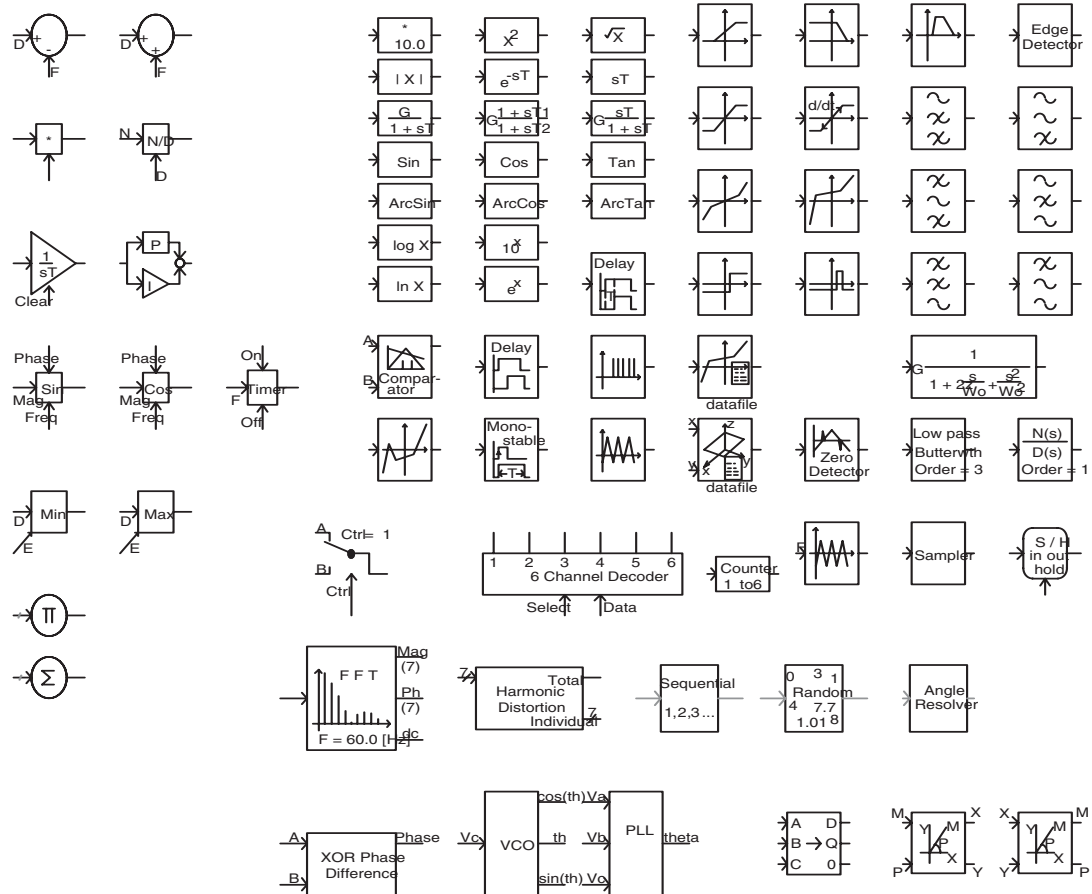 D + - F
D + + F
* 10.0
X2
√X
Edge Detector
| X |
e-sT
sT
* N N/D D
G 1 + sT
G 1 + sT1 1 + sT2
G sT 1 + sT
d/dt
Sin
Cos
Tan
ArcSin
ArcCos
ArcTan
1 sT Clear
P I
log X
10x
ln X
ex
Delay T
Phase Sin Mag Freq
Phase Cos Mag Freq
On Timer F Off
A B Compar-ator
Delay
datafile
G 1 1 + 2z s Wo + s2 Wo2
Mono-stable T
x y z x y datafile
Zero Detector
Low pass Butterwth Order = 3
N(s) D(s) Order = 1
D Min E
D Max E
A Ctrl= 1 B Ctrl
1 2 3 4 5 6
6 Channel Decoder
Select Data
Counter 1 to6
F
Sampler
S / H in out hold
Π
Σ
F F T
Mag (7)
Ph (7)
dc
F = 60.0 [Hz]
7 Total
Harmonic Distortion
Individual 7
Sequential
1,2,3 ...
0 3 1
Random
4 7.7
1.01 8
Angle Resolver
A B XOR Phase Difference Phase
Vc VCO cos(th) th sin(th)
Va Vb Vc PLL theta
A D
B Q
C 0
M P Y M P X X Y
X Y Y M P X M P